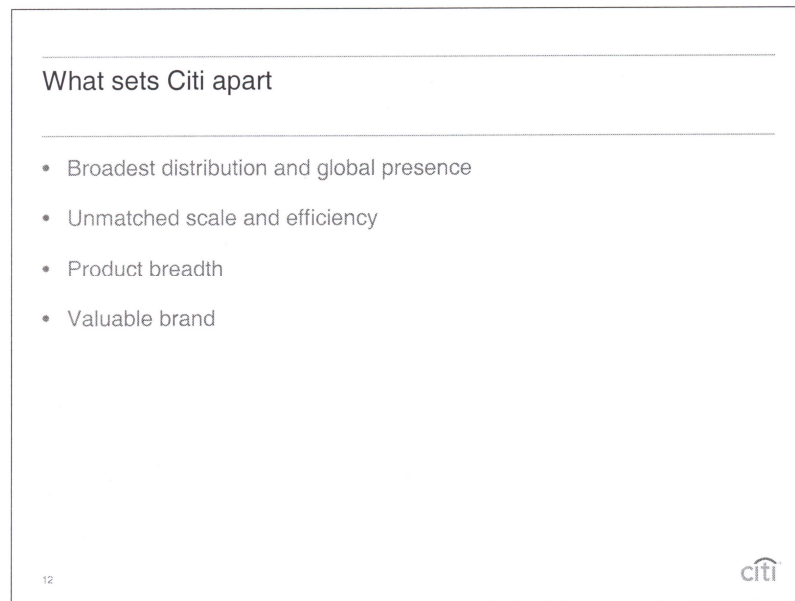 What sets Citi apart
• Broadest distribution and global presence
• Unmatched scale and efficiency
• Product breadth
• Valuable brand
12
citi